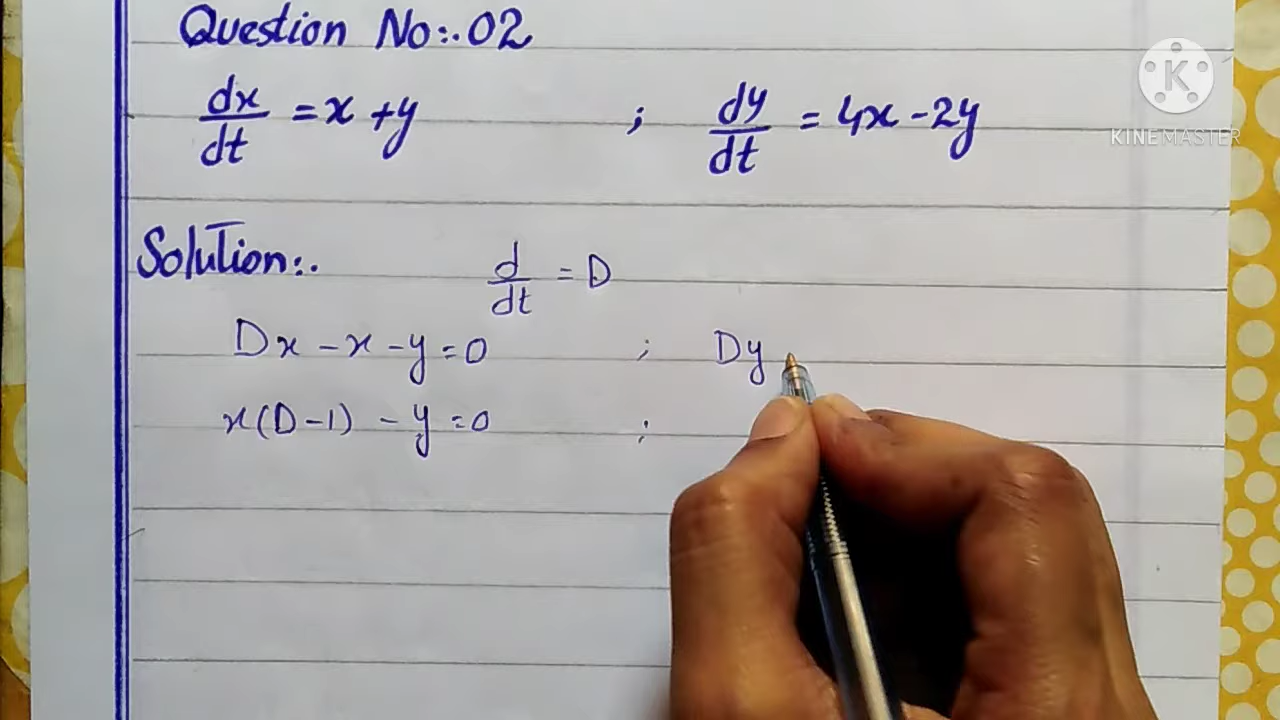 Question No:. 02
dx/dt = x + y ; dy/dt = 4x - 2y
KINEMASTER
Solution:. d/dt = D
Dx - x - y = 0 ; Dy
x(D-1) - y = 0 ;